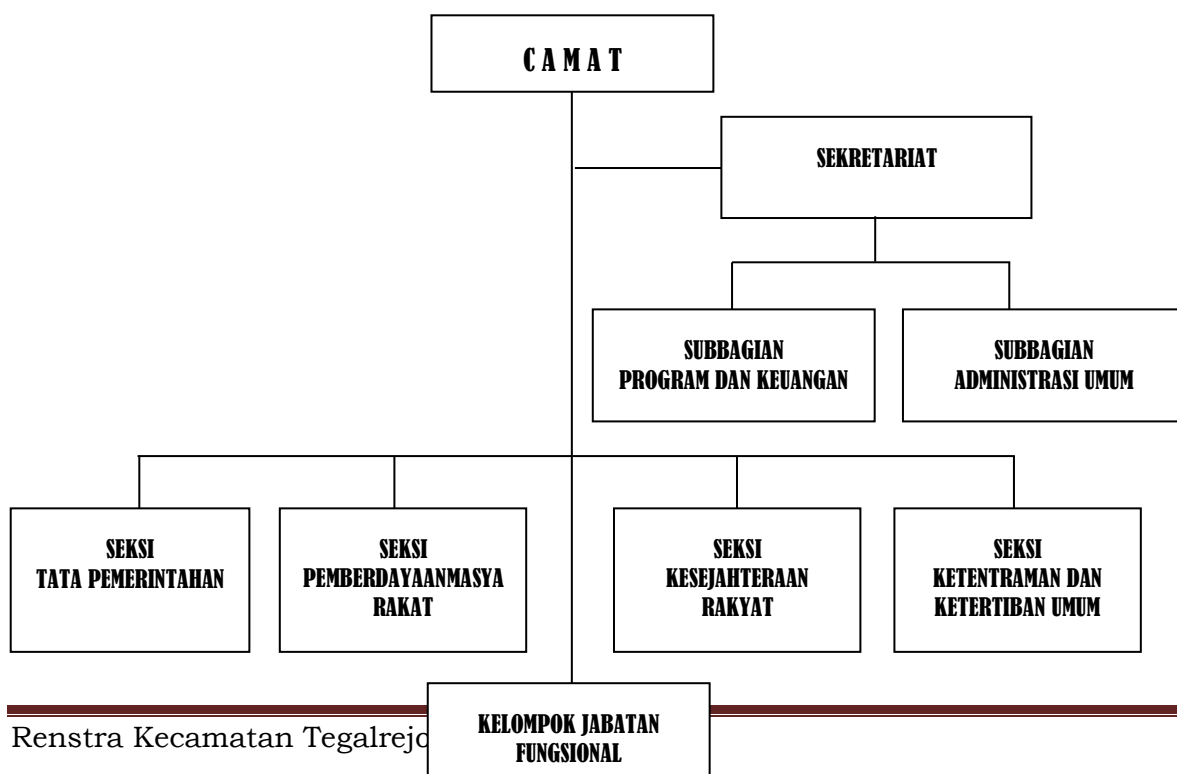 C A M A T
SEKRETARIAT
SUBBAGIAN
PROGRAM DAN KEUANGAN
SUBBAGIAN
ADMINISTRASI UMUM
SEKSI
TATA PEMERINTAHAN
SEKSI
PEMBERDAYAANMASYA
RAKAT
SEKSI
KESEJAHTERAAN
RAKYAT
SEKSI
KETENTRAMAN DAN
KETERTIBAN UMUM
KELOMPOK JABATAN
FUNGSIONAL
Renstra Kecamatan Tegalrejo